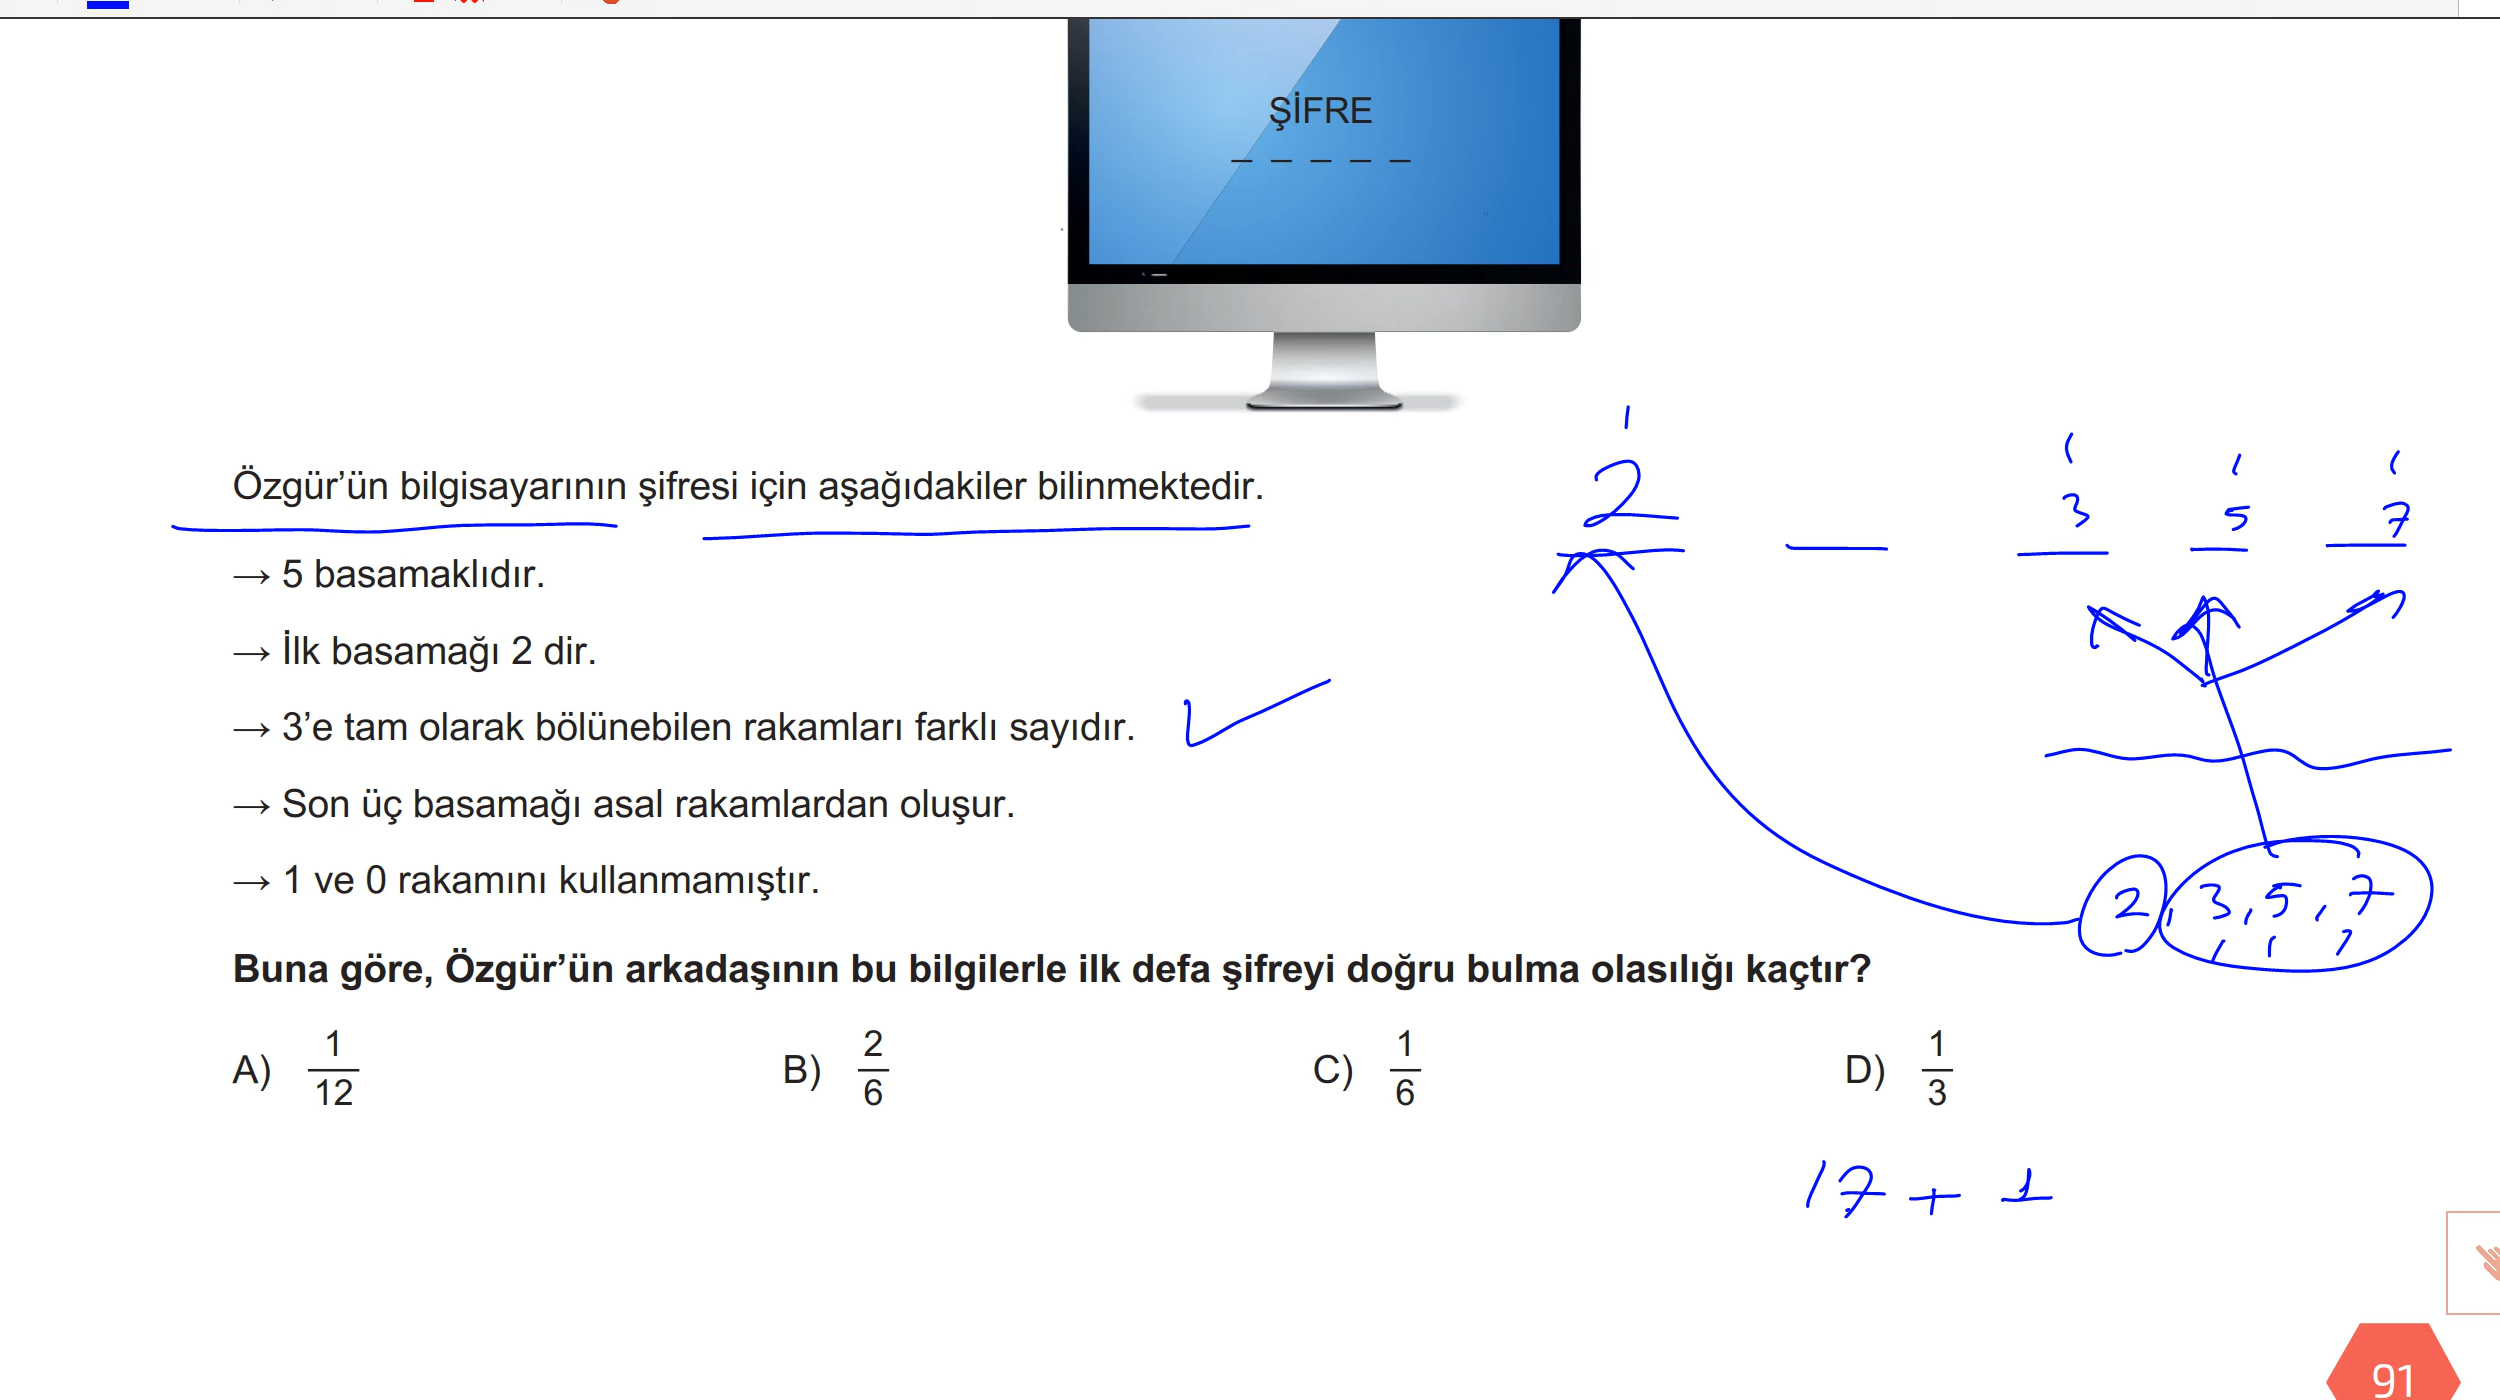 ŞİFRE
_ _ _ _ _
Özgür'ün bilgisayarının şifresi için aşağıdakiler bilinmektedir.
→ 5 basamaklıdır.
→ İlk basamağı 2 dir.
→ 3'e tam olarak bölünebilen rakamları farklı sayıdır.
→ Son üç basamağı asal rakamlardan oluşur.
→ 1 ve 0 rakamını kullanmamıştır.
2 _ 3 5 7
2, 3, 5, 7
Buna göre, Özgür'ün arkadaşının bu bilgilerle ilk defa şifreyi doğru bulma olasılığı kaçtır?
A) 1/12 B) 2/6 C) 1/6 D) 1/3
17 + 1
91